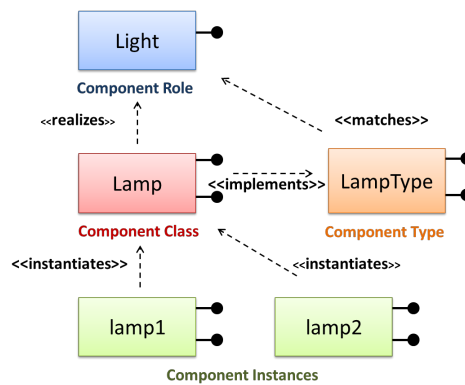 Light
Component Role
<<realizes>>
<<matches>>
Lamp
<<implements>>
LampType
Component Class
Component Type
<<instantiates>>
<<instantiates>>
lamp1
lamp2
Component Instances